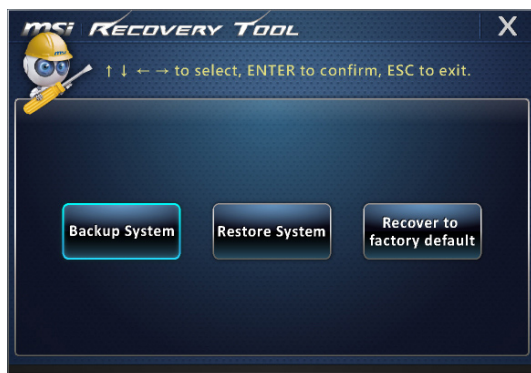 msi RECOVERY TOOL X
↑ ↓ ← → to select, ENTER to confirm, ESC to exit.
Backup System
Restore System
Recover to
factory default